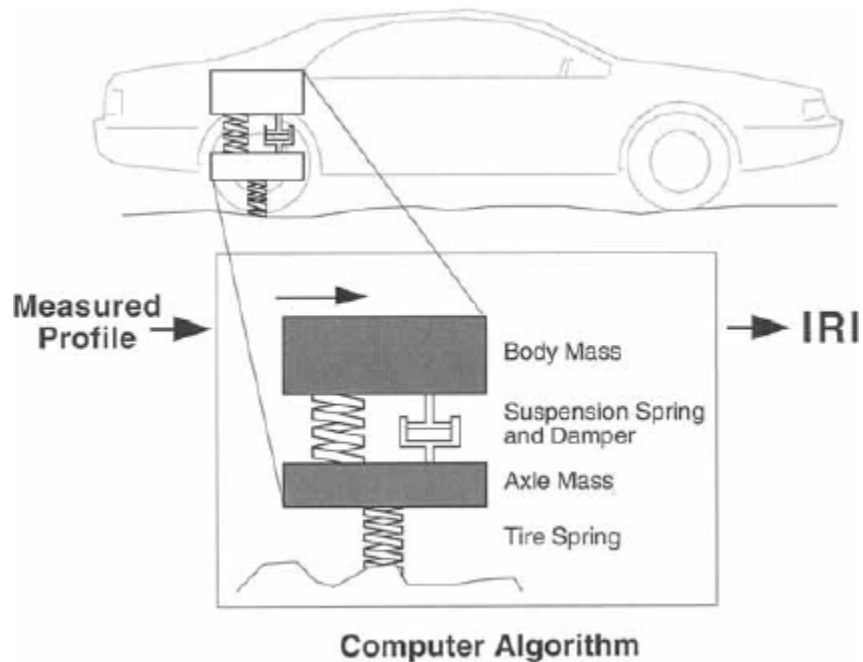 Measured
Profile
IRI
Body Mass
Suspension Spring
and Damper
Axle Mass
Tire Spring
Computer Algorithm